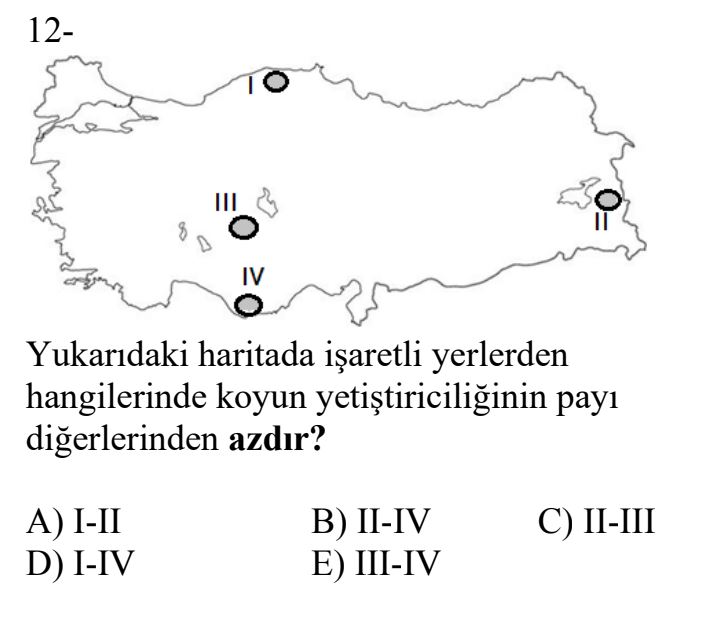 12-
I
III
II
IV
Yukarıdaki haritada işaretli yerlerden
hangilerinde koyun yetiştiriciliğinin payı
diğerlerinden azdır?
A) I-II B) II-IV C) II-III
D) I-IV E) III-IV